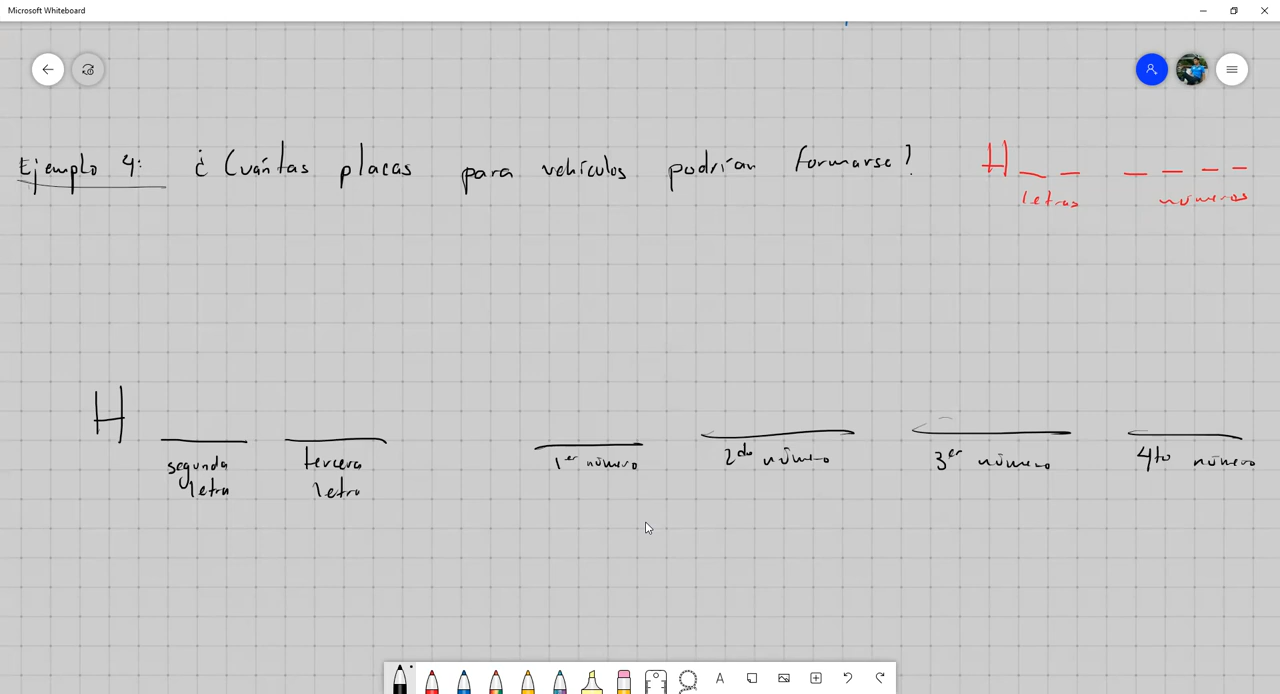 Microsoft Whiteboard
Ejemplo 4: ¿Cuántas placas para vehículos podrían formarse? H _ _ _ _ _ _
letras números
H
segunda letra
tercera letra
1er número
2do número
3er número
4to número
A